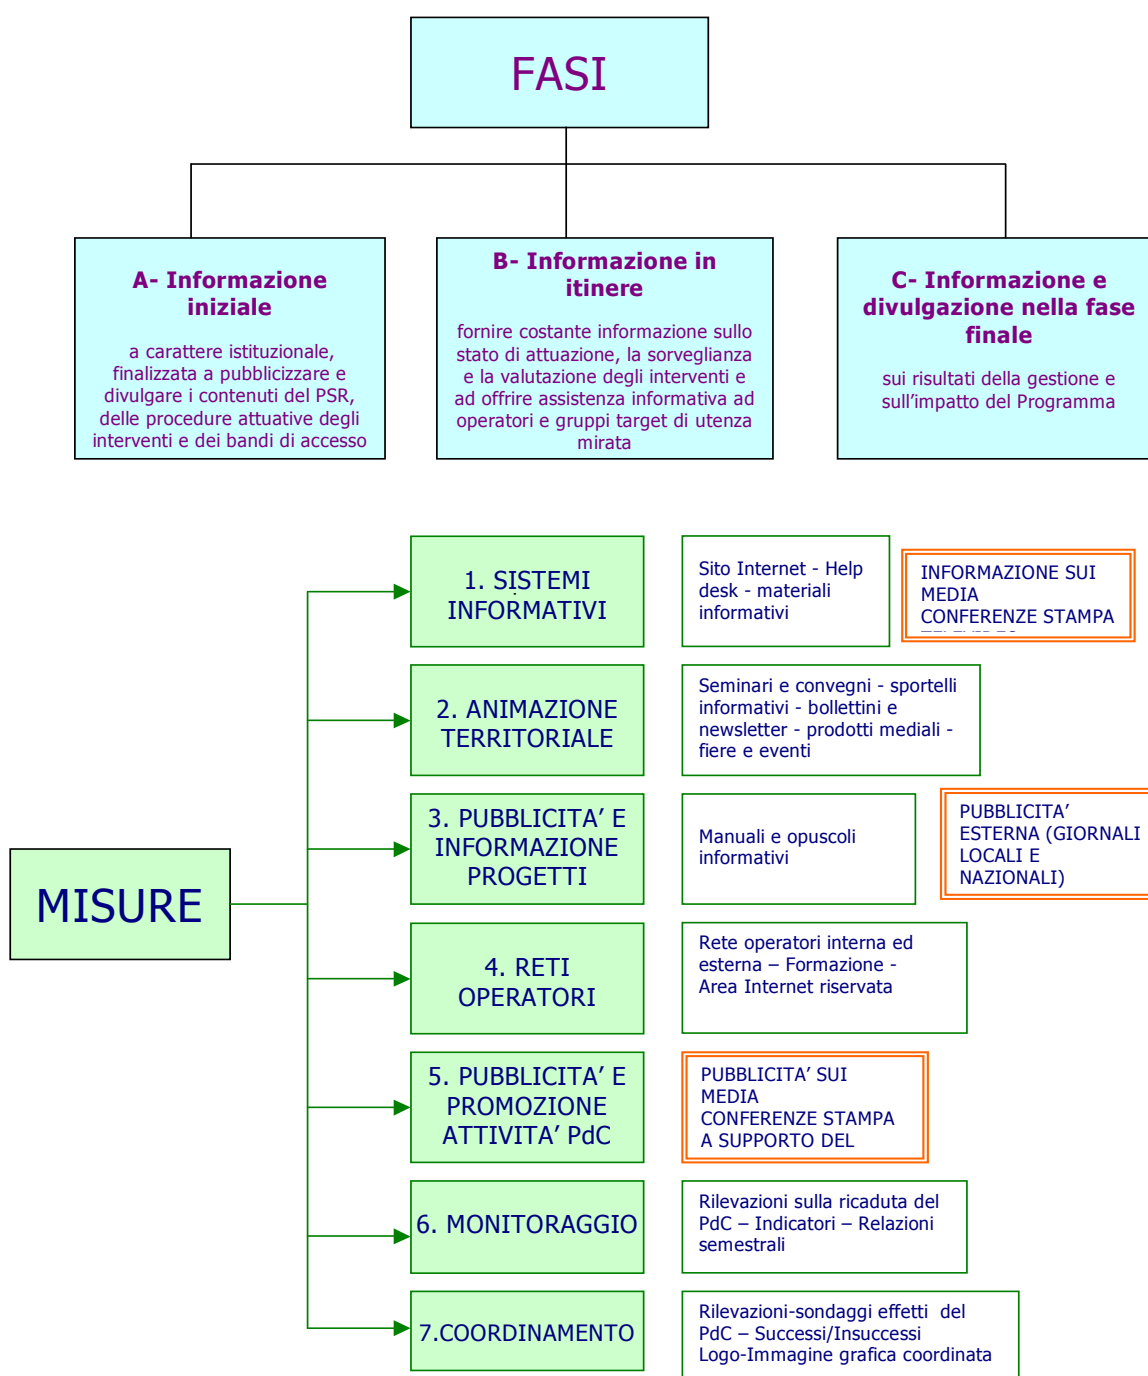 FASI
A- Informazione
iniziale
a carattere istituzionale,
finalizzata a pubblicizzare e
divulgare i contenuti del PSR,
delle procedure attuative degli
interventi e dei bandi di accesso
B- Informazione in
itinere
fornire costante informazione sullo
stato di attuazione, la sorveglianza
e la valutazione degli interventi e
ad offrire assistenza informativa ad
operatori e gruppi target di utenza
mirata
C- Informazione e
divulgazione nella fase
finale
sui risultati della gestione e
sull’impatto del Programma
MISURE
1. SISTEMI
INFORMATIVI
Sito Internet - Help
desk - materiali
informativi
INFORMAZIONE SUI
MEDIA
CONFERENZE STAMPA
2. ANIMAZIONE
TERRITORIALE
Seminari e convegni - sportelli
informativi - bollettini e
newsletter - prodotti mediali -
fiere e eventi
3. PUBBLICITA’ E
INFORMAZIONE
PROGETTI
Manuali e opuscoli
informativi
PUBBLICITA’
ESTERNA (GIORNALI
LOCALI E
NAZIONALI)
4. RETI
OPERATORI
Rete operatori interna ed
esterna – Formazione -
Area Internet riservata
5. PUBBLICITA’ E
PROMOZIONE
ATTIVITA’ PdC
PUBBLICITA’ SUI
MEDIA
CONFERENZE STAMPA
A SUPPORTO DEL
6. MONITORAGGIO
Rilevazioni sulla ricaduta del
PdC – Indicatori – Relazioni
semestrali
7.COORDINAMENTO
Rilevazioni-sondaggi effetti  del
PdC – Successi/Insuccessi
Logo-Immagine grafica coordinata